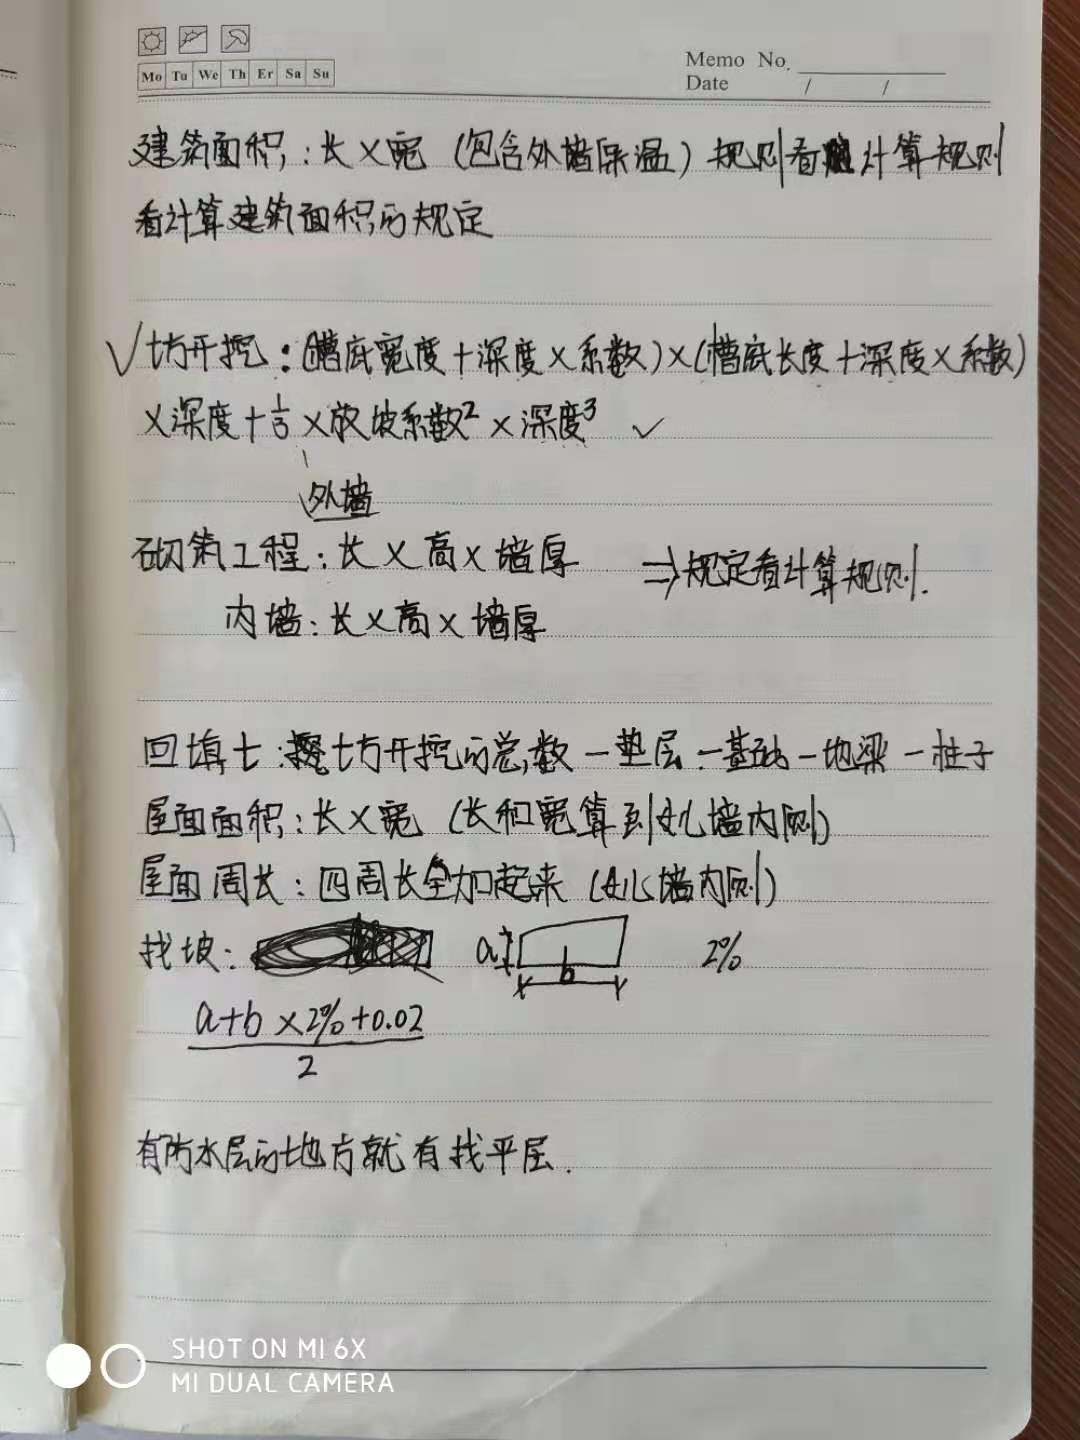 Mo Tu We Th Er Sa Su
Memo No.
Date / /
建筑面积:长×宽(包含外墙保温)规则看计算规则
看计算建筑面积的规定
√土方开挖:(槽底宽度+深度×系数)×(槽底长度+深度×系数)
×深度+⅓×放坡系数²×深度³ ✓
外墙
砌筑工程:长×高×墙厚 ⇒规定看计算规则.
内墙:长×高×墙厚
回填土:土方开挖的总数-垫层-基础-地梁-柱子
屋面面积:长×宽(长和宽算到女儿墙内侧)
屋面周长:四周长全加起来(女儿墙内侧)
找坡: a b 2%
a+b×2%+0.02
2
有防水层的地方就有找平层.
SHOT ON MI 6X
MI DUAL CAMERA